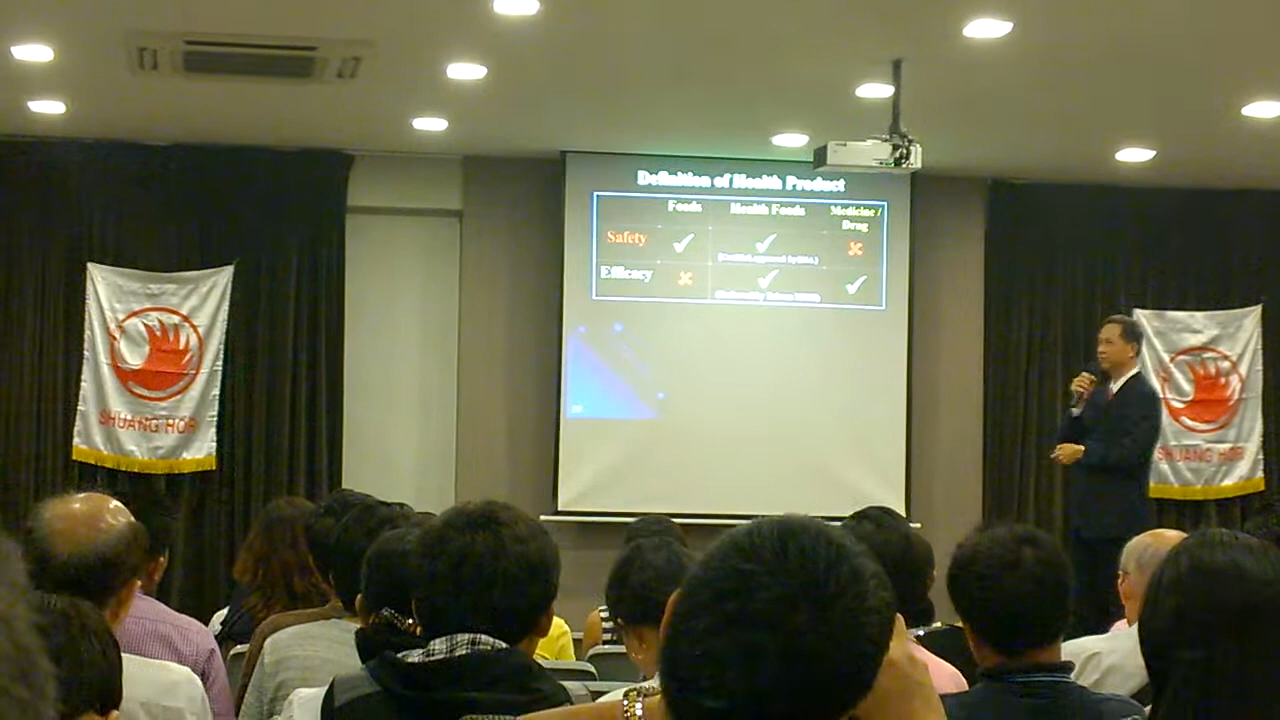 Definition of Health Product
Foods Health Foods Medicine /
Drug
Safety
Efficacy
SHUANG HOR
SHUANG HOR